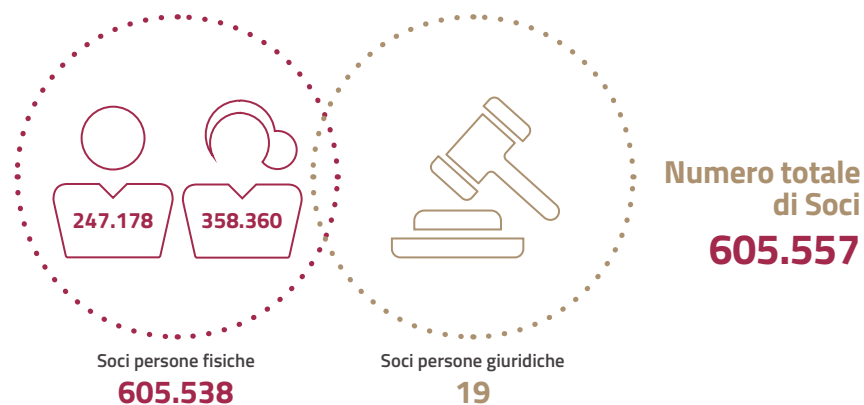 247.178
358.360
Soci persone fisiche
605.538
Soci persone giuridiche
19
Numero totale
di Soci
605.557